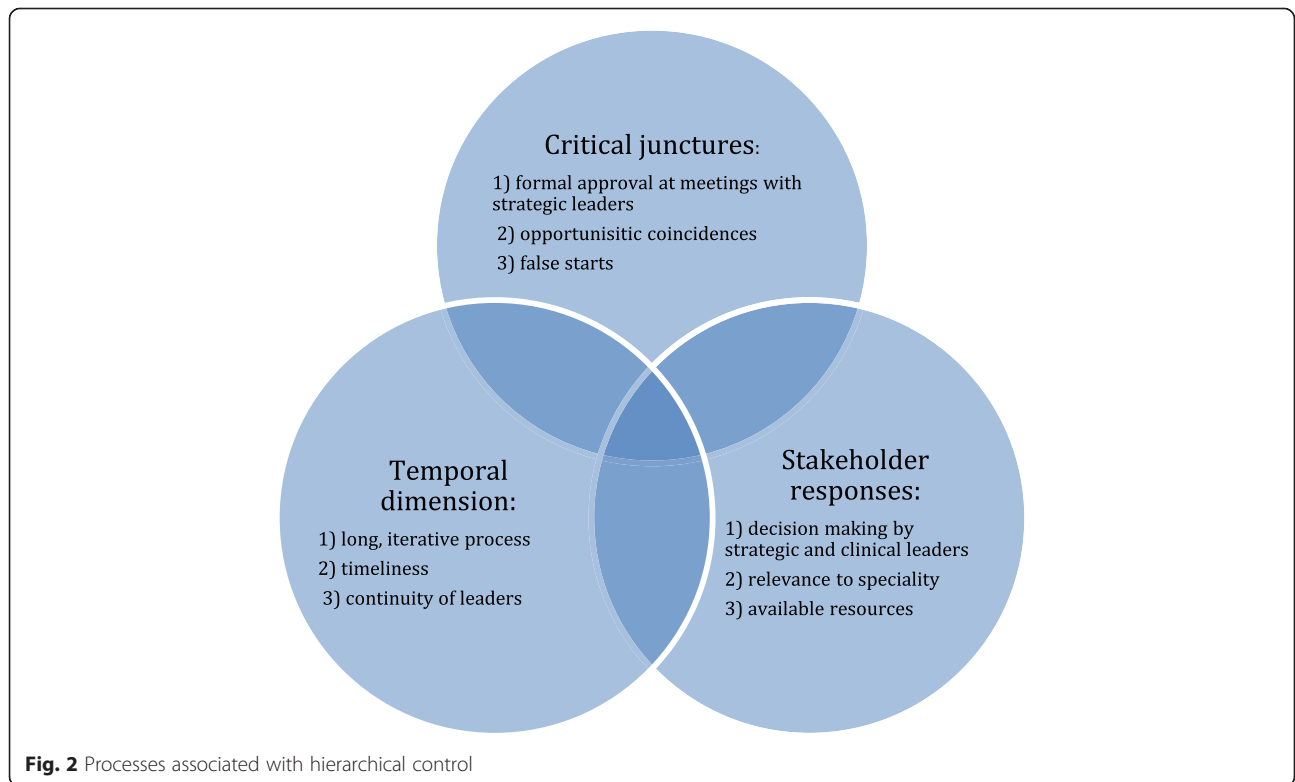 Critical junctures:
1) formal approval at meetings with
strategic leaders
2) opportunisitic coincidences
3) false starts
Temporal
dimension:
1) long, iterative process
2) timeliness
3) continuity of leaders
Stakeholder
responses:
1) decision making by
strategic and clinical leaders
2) relevance to speciality
3) available resources
Fig. 2 Processes associated with hierarchical control